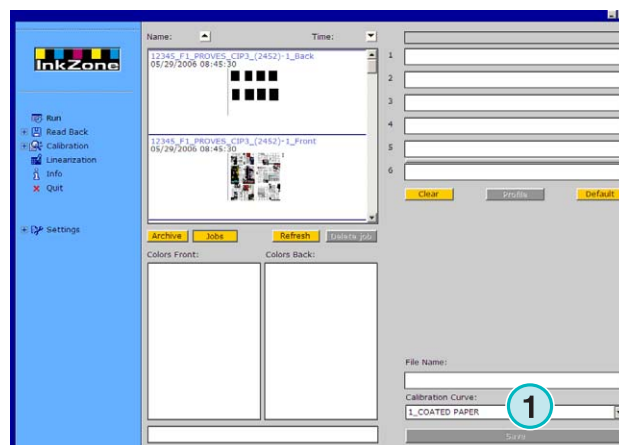 InkZone
Run
Read Back
Calibration
Linearization
Info
Quit
Settings
Name: Time:
12345_F1_PROVES_CIP3_(2452)-1_Back
05/29/2006 08:45:30
12345_F1_PROVES_CIP3_(2452)-1_Front
05/29/2006 08:45:30
Archive Jobs Refresh Delete job
Colors Front: Colors Back:
1
2
3
4
5
6
Clear Profile Default
File Name:
Calibration Curve:
1_COATED PAPER
1
Save